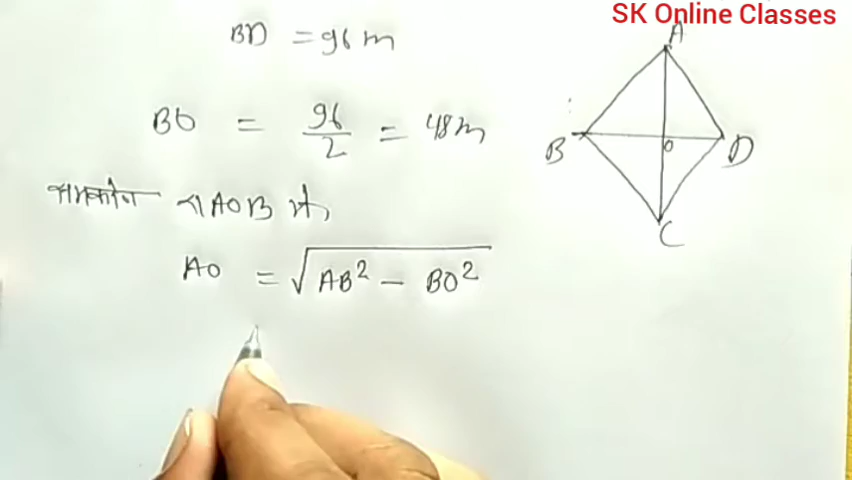 SK Online Classes
BD = 96 m
BO = 96/2 = 48 m
समकोण △AOB में
AO = √(AB² − BO²)
A
B
O
D
C